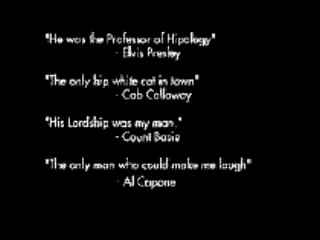 "He was the Professor of Hipology"
- Elvis Presley
"The only hip white cat in town"
- Cab Calloway
"His Lordship was my man."
- Count Basie
"The only man who could make me laugh"
- Al Capone